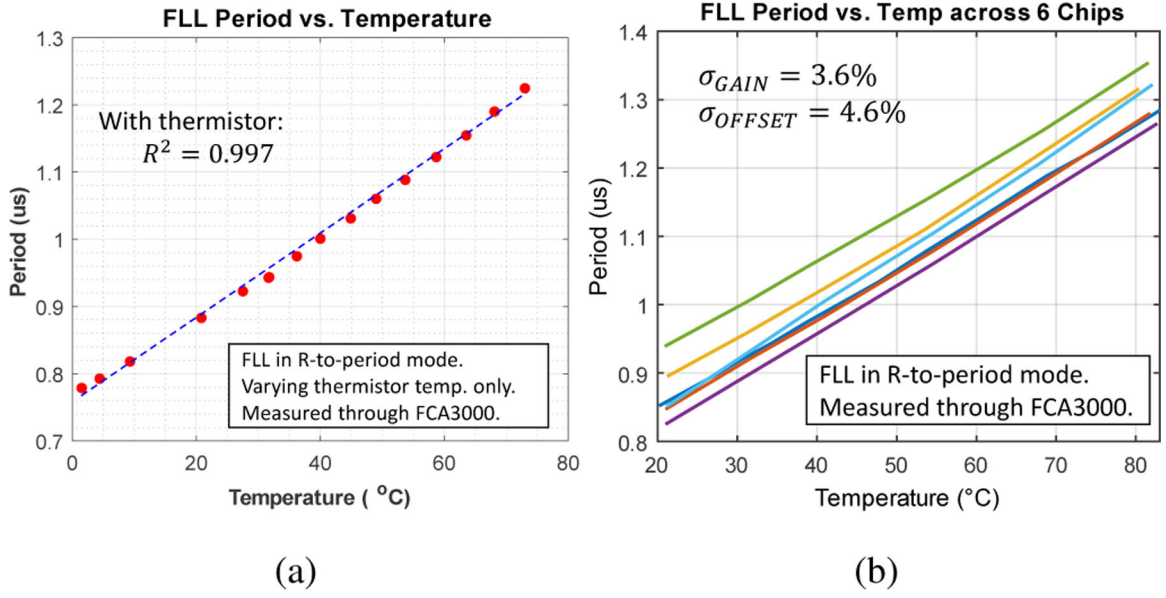 FLL Period vs. Temperature
1.3
1.2
1.1
1
0.9
0.8
0.7
Period (us)
With thermistor:
R² = 0.997
FLL in R-to-period mode.
Varying thermistor temp. only.
Measured through FCA3000.
0 20 40 60 80
Temperature ( °C)
(a)
FLL Period vs. Temp across 6 Chips
1.4
1.3
1.2
1.1
1
0.9
0.8
Period (us)
σGAIN = 3.6%
σOFFSET = 4.6%
FLL in R-to-period mode.
Measured through FCA3000.
20 30 40 50 60 70 80
Temperature (°C)
(b)